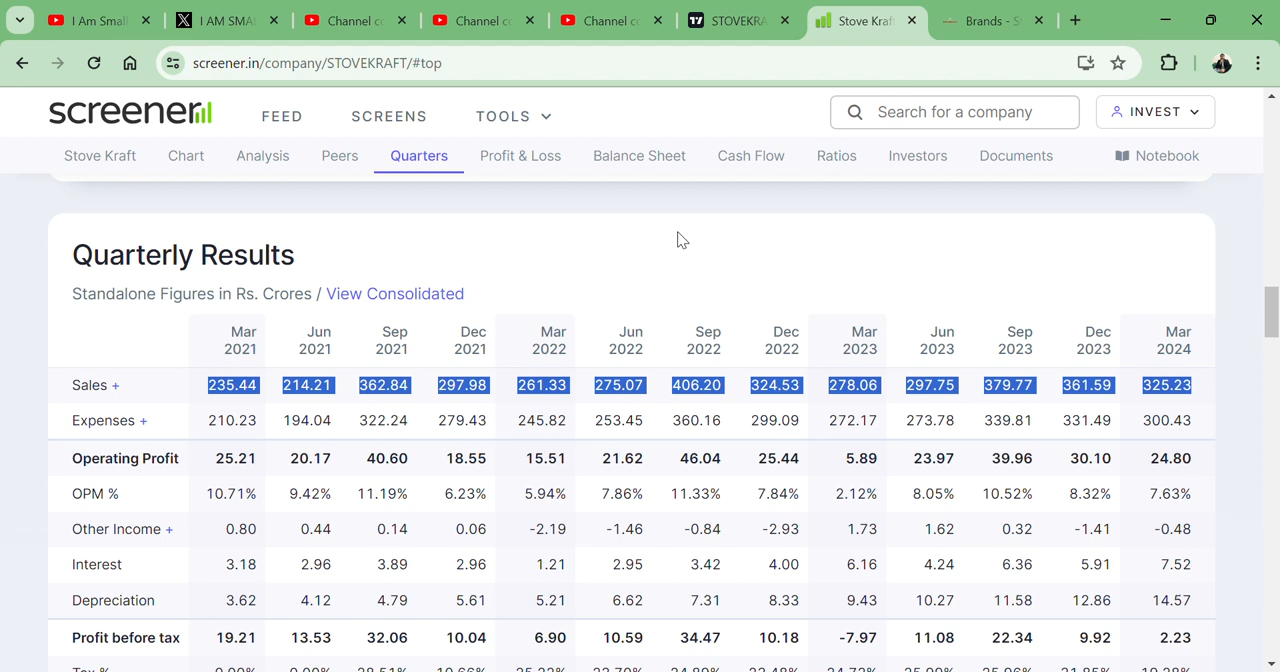 I Am Small
I AM SMA
Channel c
Channel c
Channel c
STOVEKRA
Stove Kraf
Brands - S
screener.in/company/STOVEKRAFT/#top
screener
FEED
SCREENS
TOOLS
Search for a company
INVEST
Stove Kraft Chart Analysis Peers Quarters Profit & Loss Balance Sheet Cash Flow Ratios Investors Documents Notebook
Quarterly Results
Standalone Figures in Rs. Crores / View Consolidated
Mar Jun Sep Dec Mar Jun Sep Dec Mar Jun Sep Dec Mar
2021 2021 2021 2021 2022 2022 2022 2022 2023 2023 2023 2023 2024
Sales + 235.44 214.21 362.84 297.98 261.33 275.07 406.20 324.53 278.06 297.75 379.77 361.59 325.23
Expenses + 210.23 194.04 322.24 279.43 245.82 253.45 360.16 299.09 272.17 273.78 339.81 331.49 300.43
Operating Profit 25.21 20.17 40.60 18.55 15.51 21.62 46.04 25.44 5.89 23.97 39.96 30.10 24.80
OPM % 10.71% 9.42% 11.19% 6.23% 5.94% 7.86% 11.33% 7.84% 2.12% 8.05% 10.52% 8.32% 7.63%
Other Income + 0.80 0.44 0.14 0.06 -2.19 -1.46 -0.84 -2.93 1.73 1.62 0.32 -1.41 -0.48
Interest 3.18 2.96 3.89 2.96 1.21 2.95 3.42 4.00 6.16 4.24 6.36 5.91 7.52
Depreciation 3.62 4.12 4.79 5.61 5.21 6.62 7.31 8.33 9.43 10.27 11.58 12.86 14.57
Profit before tax 19.21 13.53 32.06 10.04 6.90 10.59 34.47 10.18 -7.97 11.08 22.34 9.92 2.23